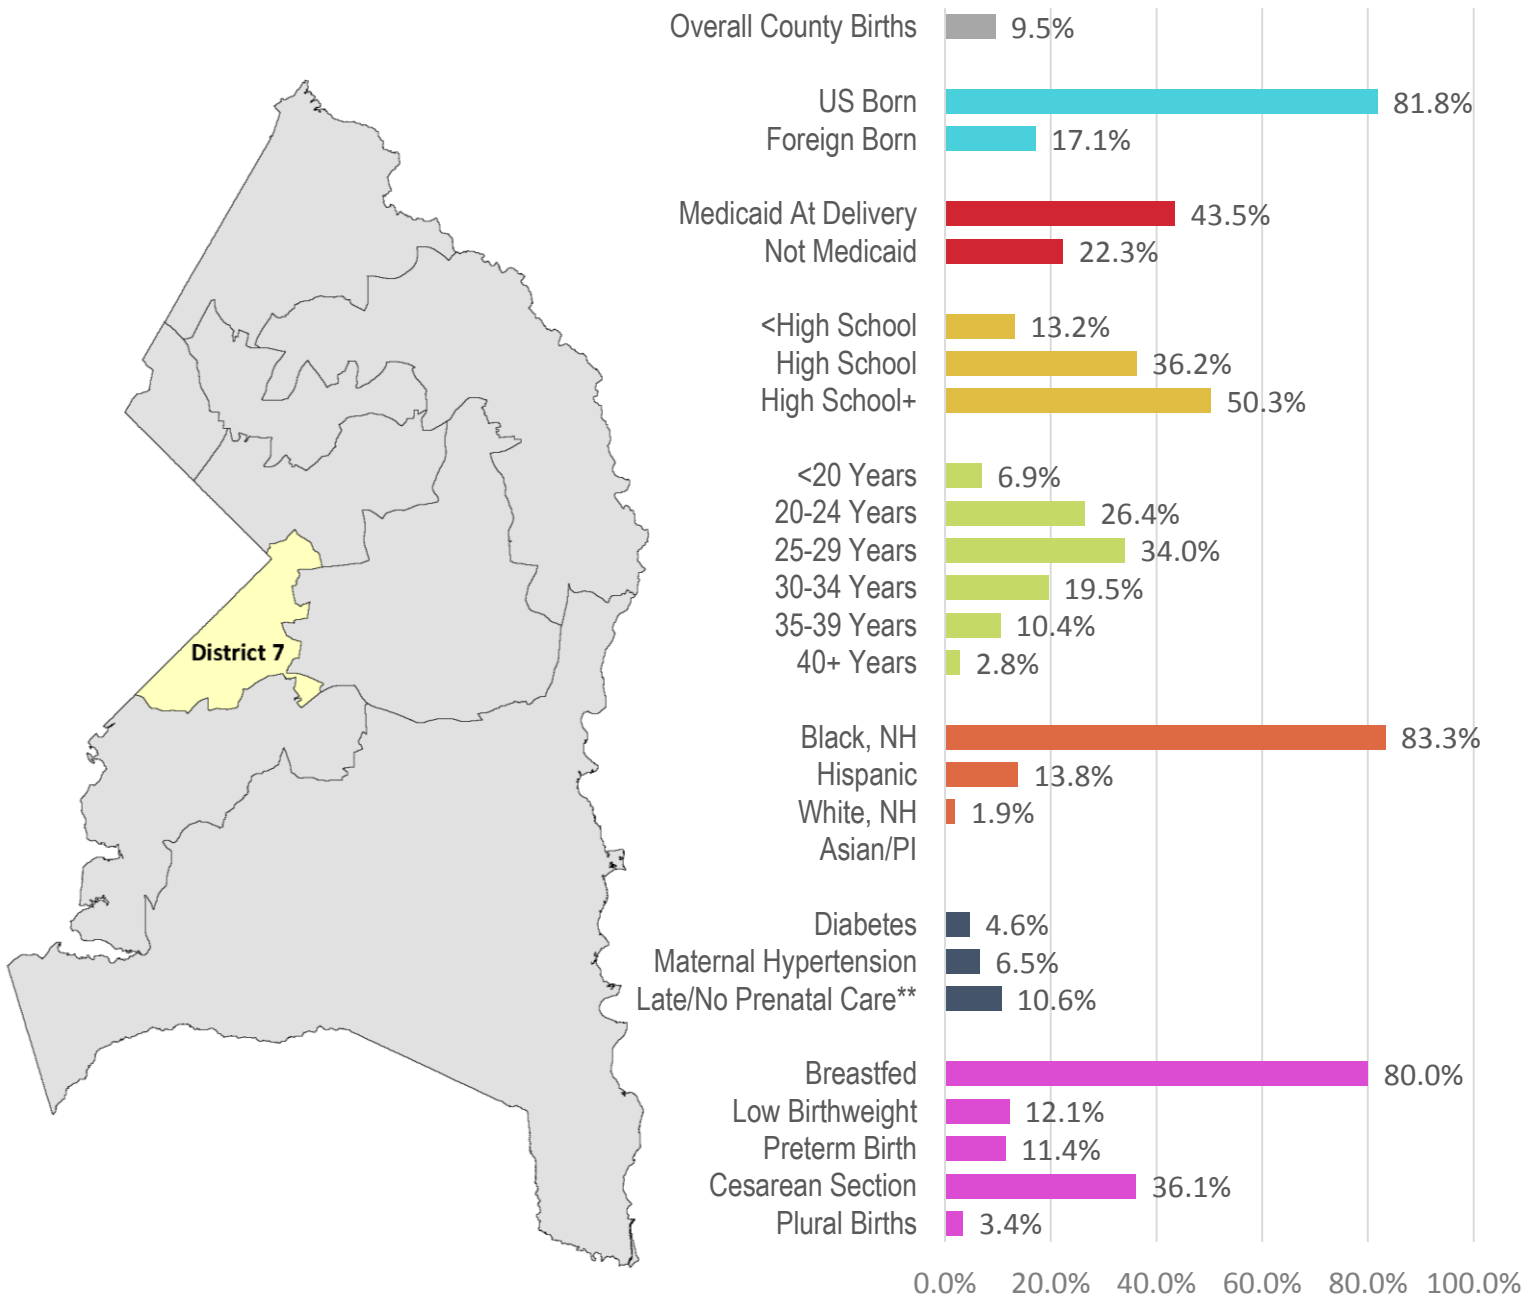 Overall County Births 9.5%
US Born 81.8%
Foreign Born 17.1%
Medicaid At Delivery 43.5%
Not Medicaid 22.3%
<High School 13.2%
High School 36.2%
High School+ 50.3%
<20 Years 6.9%
20-24 Years 26.4%
25-29 Years 34.0%
30-34 Years 19.5%
35-39 Years 10.4%
40+ Years 2.8%
District 7
Black, NH 83.3%
Hispanic 13.8%
White, NH 1.9%
Asian/PI
Diabetes 4.6%
Maternal Hypertension 6.5%
Late/No Prenatal Care** 10.6%
Breastfed 80.0%
Low Birthweight 12.1%
Preterm Birth 11.4%
Cesarean Section 36.1%
Plural Births 3.4%
0.0% 20.0% 40.0% 60.0% 80.0% 100.0%